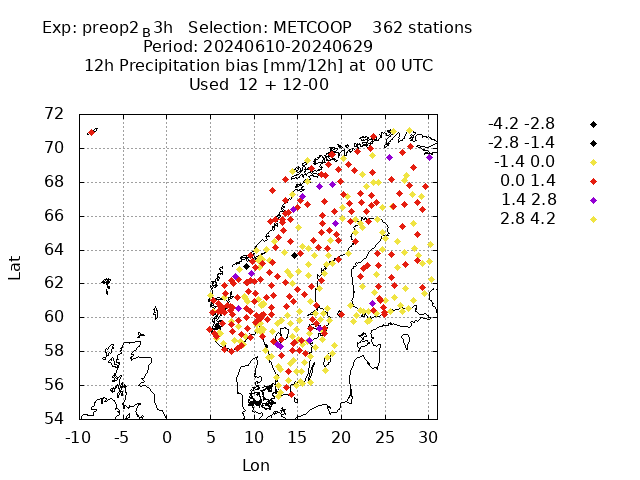 Exp: preop2_B3h   Selection: METCOOP    362 stations
Period: 20240610-20240629
12h Precipitation bias [mm/12h] at  00 UTC
Used  12 + 12-00
72
70
68
66
64
62
60
58
56
54
-10 -5 0 5 10 15 20 25 30
Lat
Lon
-4.2 -2.8
-2.8 -1.4
-1.4 0.0
0.0 1.4
1.4 2.8
2.8 4.2